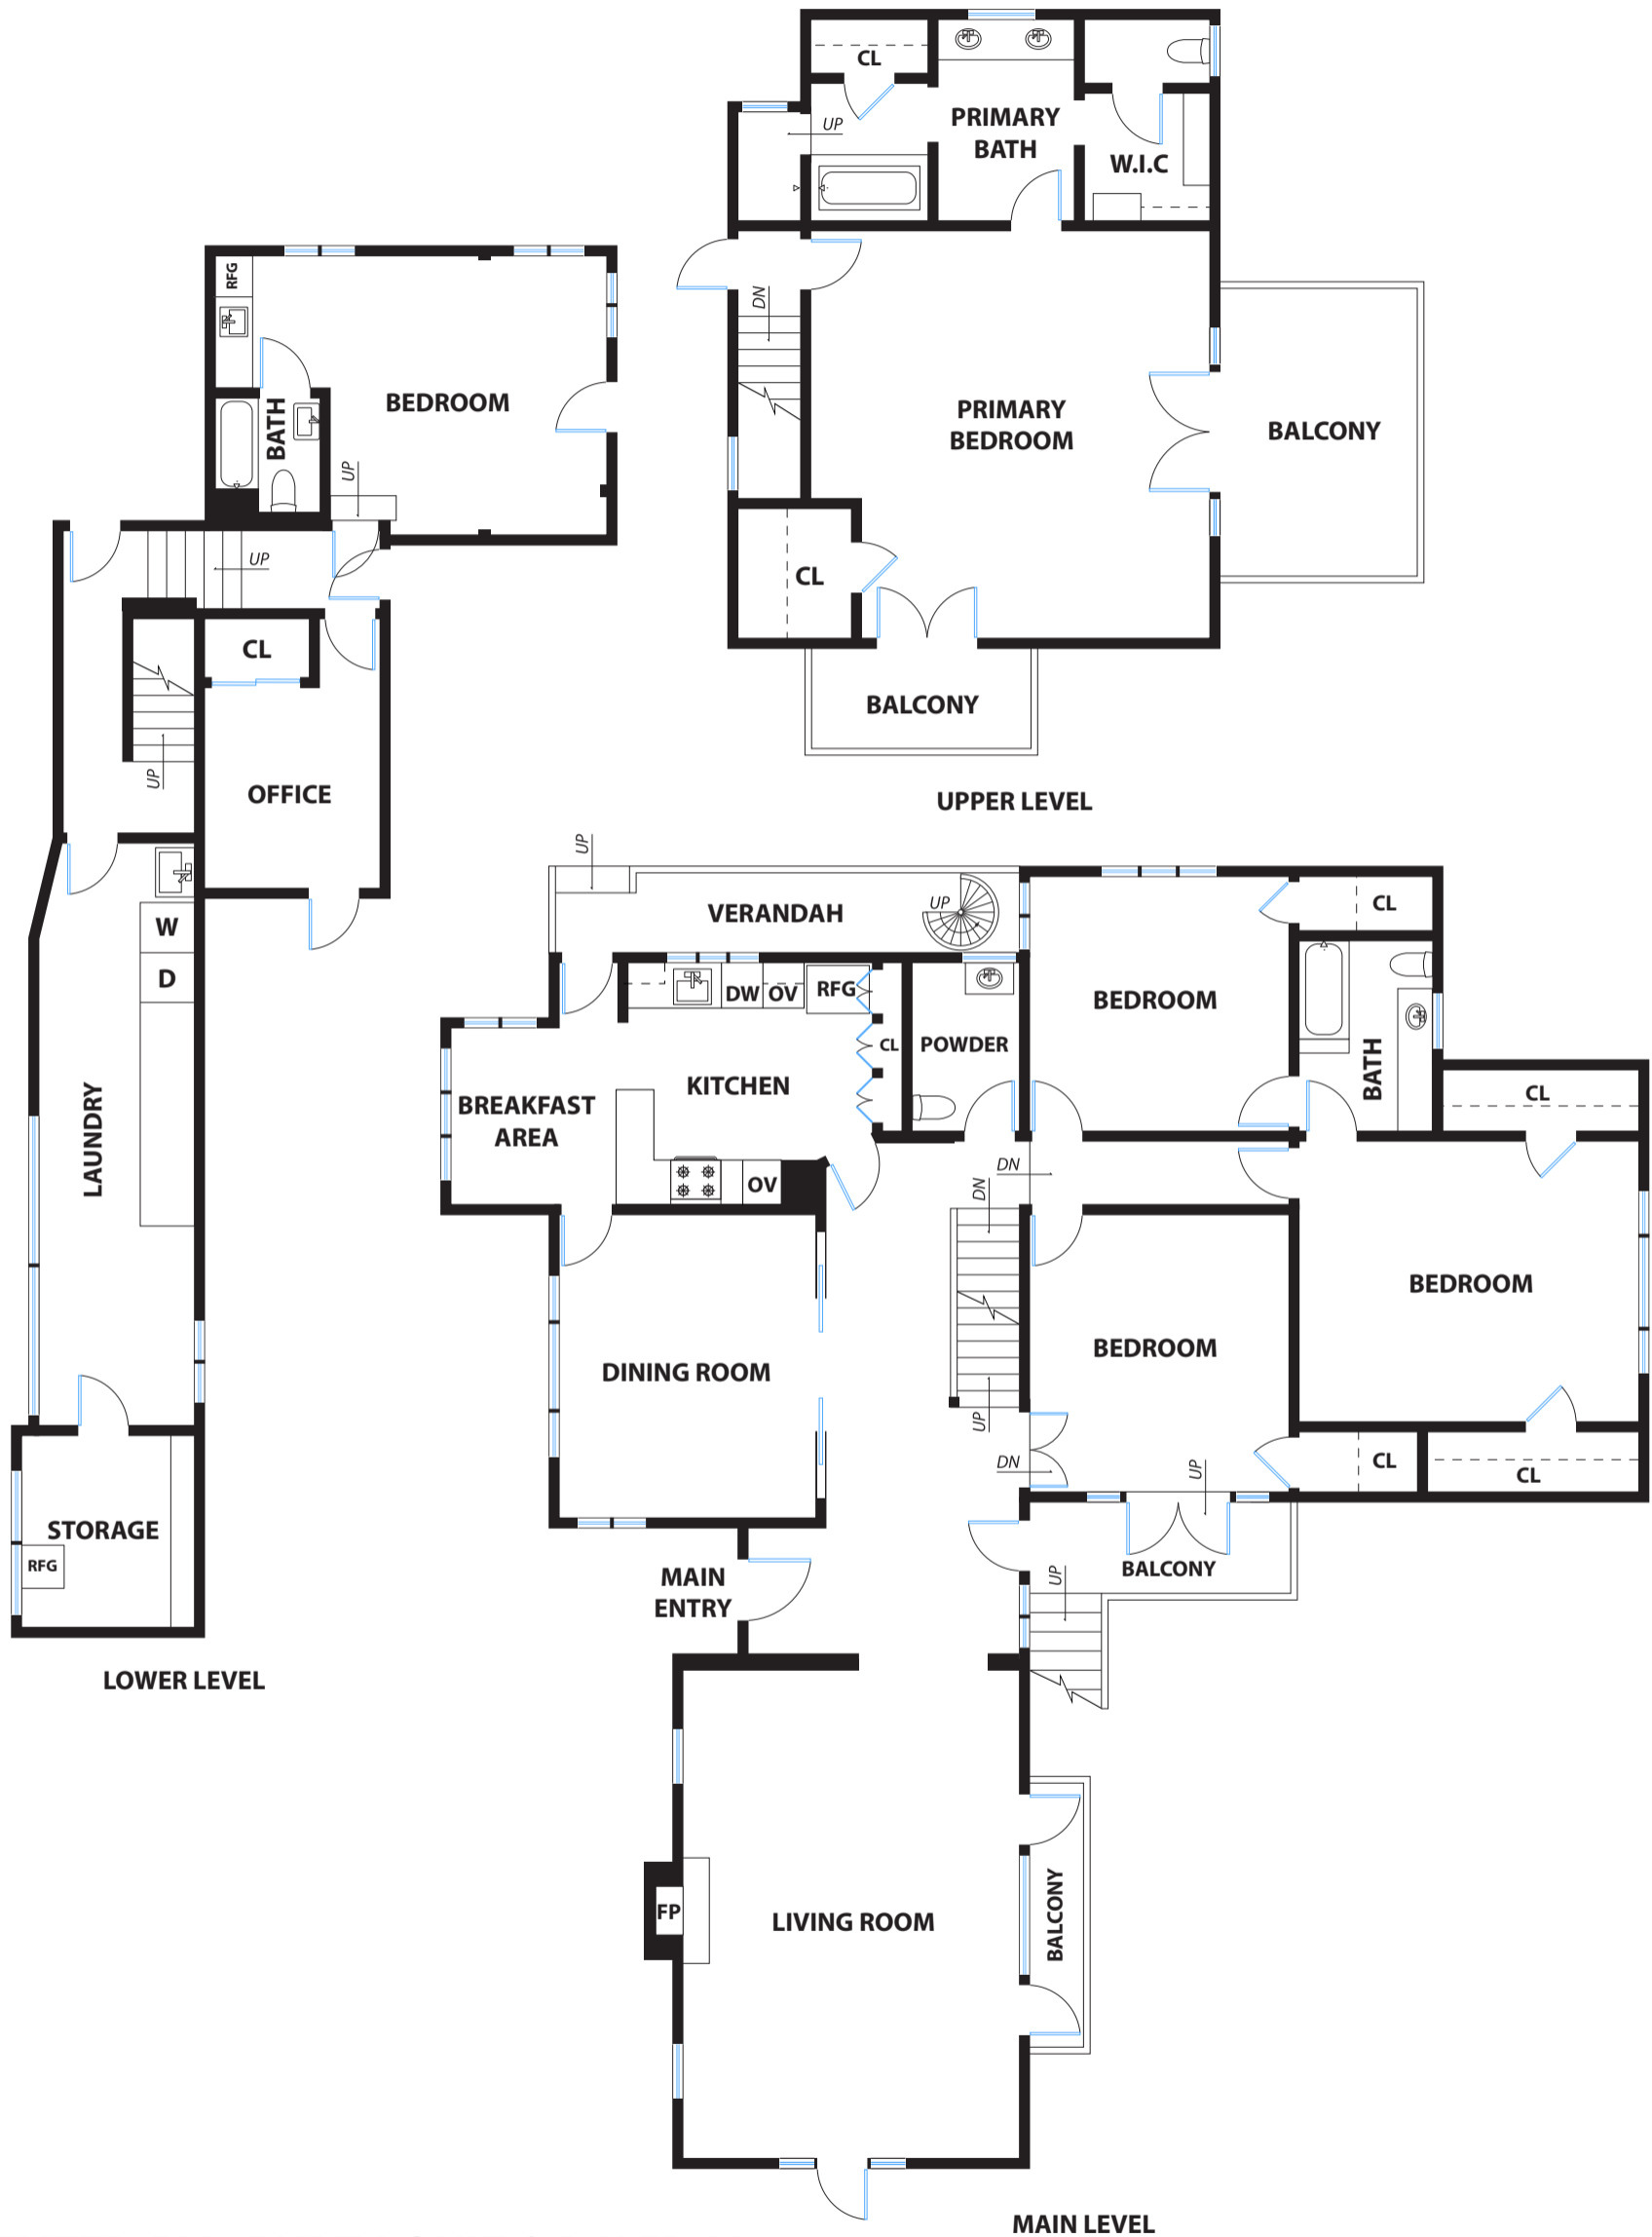 CL
UP
PRIMARY
BATH
W.I.C
DN
PRIMARY
BEDROOM
BALCONY
CL
BALCONY
UPPER LEVEL
RFG
BEDROOM
BATH
UP
UP
CL
UP
OFFICE
W
D
LAUNDRY
STORAGE
RFG
LOWER LEVEL
UP
VERANDAH
UP
CL
DW
OV
RFG
BEDROOM
CL
POWDER
BATH
KITCHEN
BREAKFAST
AREA
CL
OV
DN
DN
BEDROOM
BEDROOM
DINING ROOM
UP
DN
UP
CL
CL
MAIN
ENTRY
UP
BALCONY
FP
LIVING ROOM
BALCONY
MAIN LEVEL